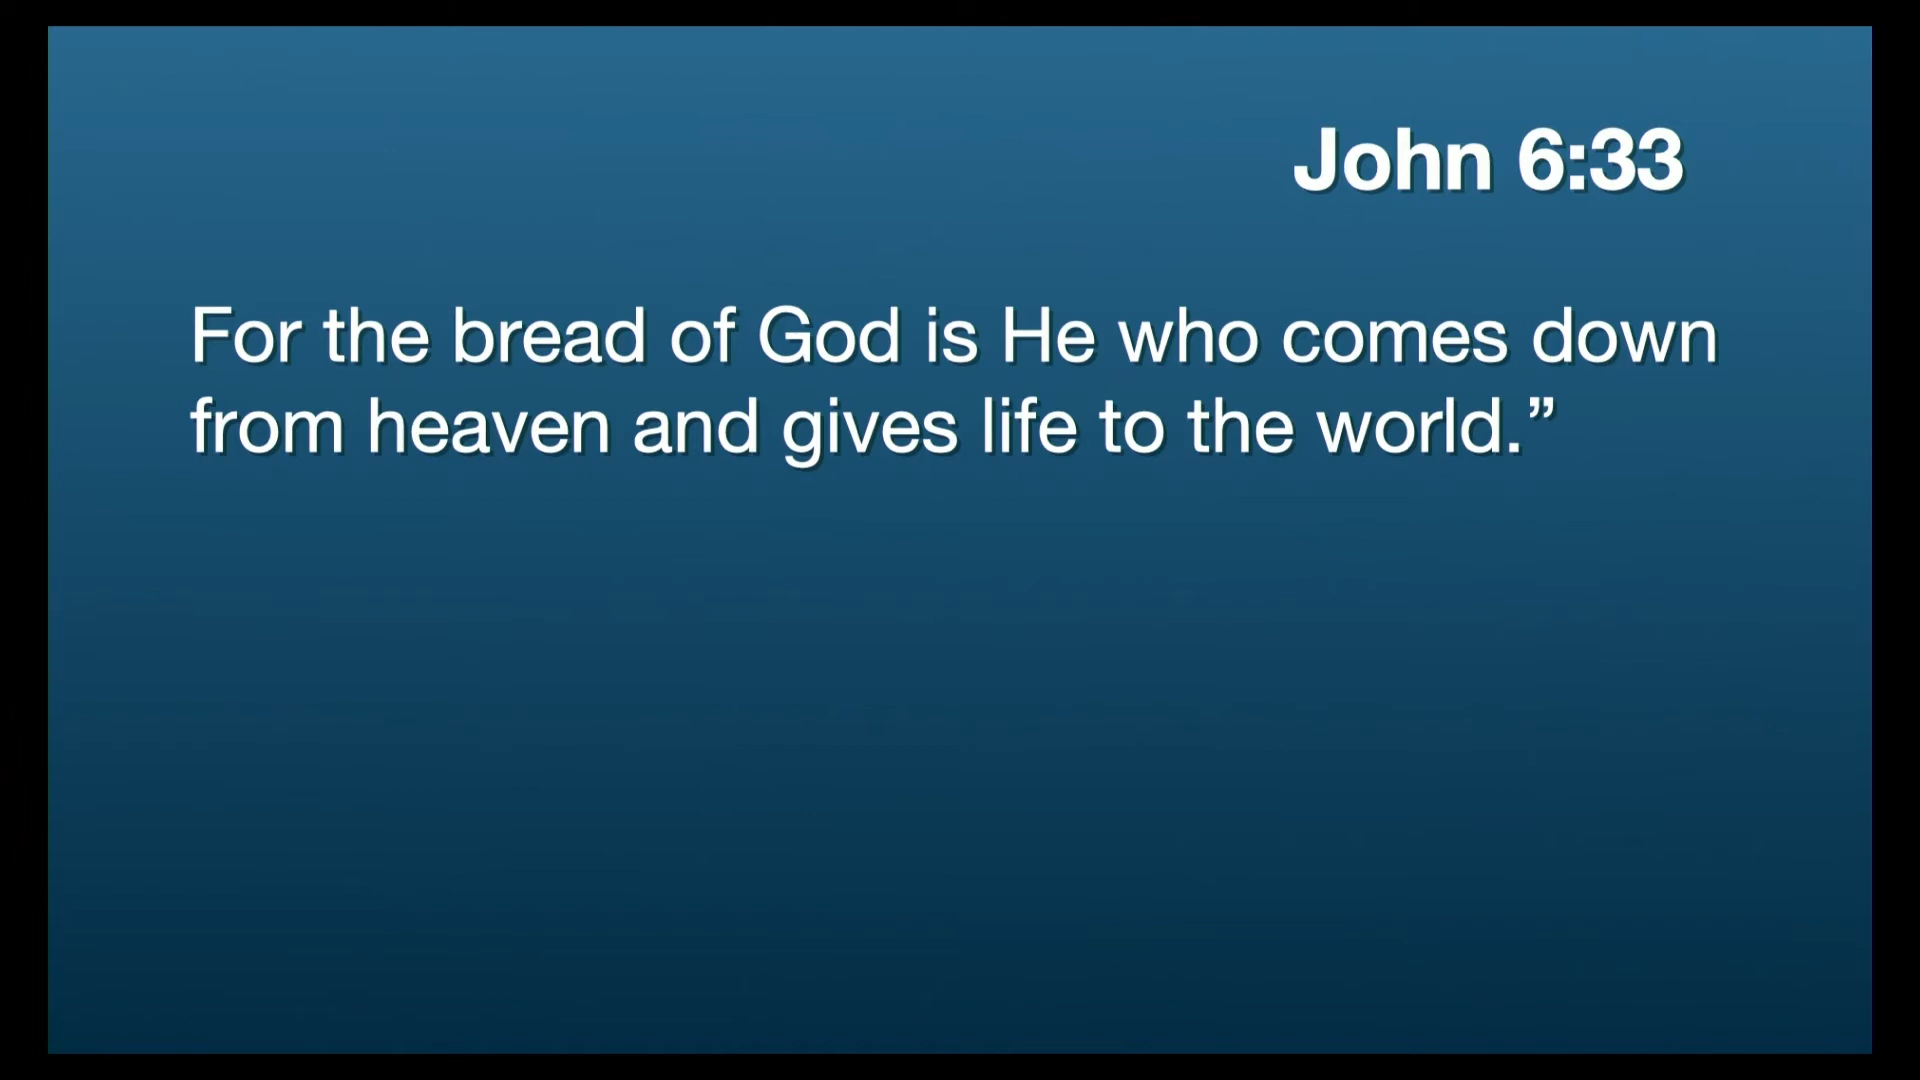 John 6:33
For the bread of God is He who comes down
from heaven and gives life to the world.”